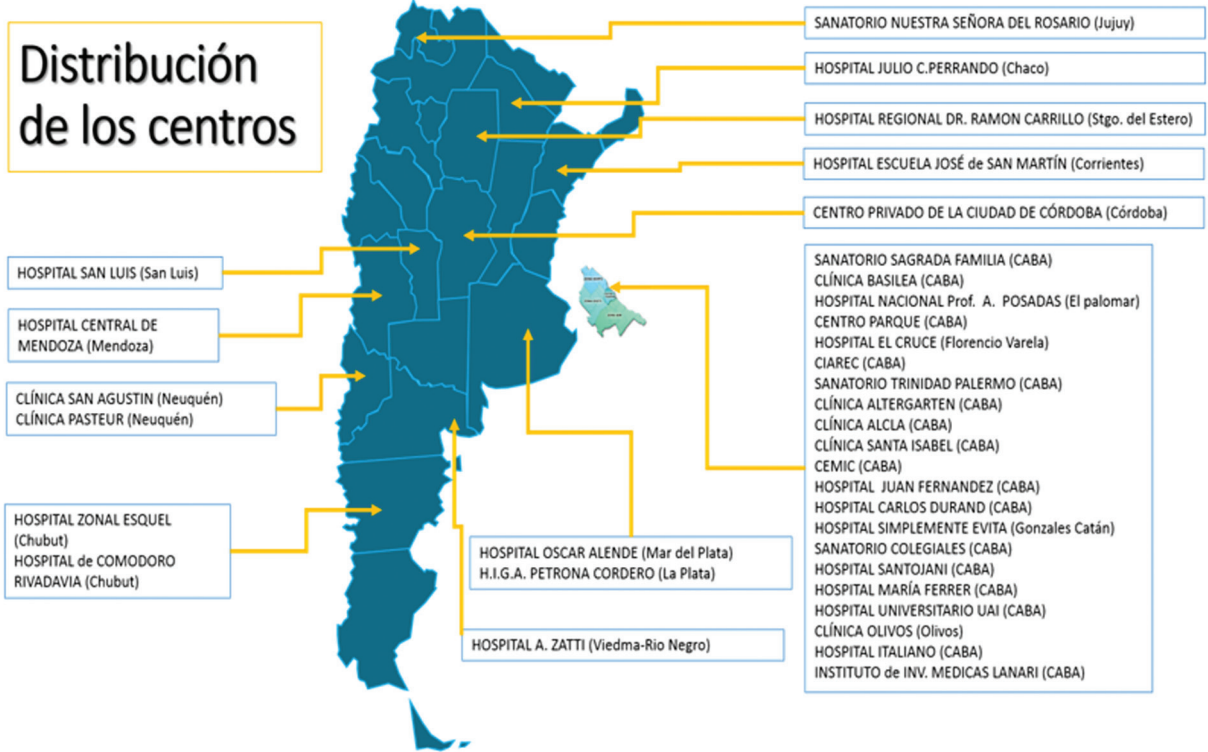 Distribución
de los centros
SANATORIO NUESTRA SEÑORA DEL ROSARIO (Jujuy)
HOSPITAL JULIO C.PERRANDO (Chaco)
HOSPITAL REGIONAL DR. RAMON CARRILLO (Stgo. del Estero)
HOSPITAL ESCUELA JOSÉ de SAN MARTÍN (Corrientes)
CENTRO PRIVADO DE LA CIUDAD DE CÓRDOBA (Córdoba)
SANATORIO SAGRADA FAMILIA (CABA)
CLÍNICA BASILEA (CABA)
HOSPITAL NACIONAL Prof. A. POSADAS (El palomar)
CENTRO PARQUE (CABA)
HOSPITAL EL CRUCE (Florencio Varela)
CIAREC (CABA)
SANATORIO TRINIDAD PALERMO (CABA)
CLÍNICA ALTERGARTEN (CABA)
CLÍNICA ALCLA (CABA)
CLÍNICA SANTA ISABEL (CABA)
CEMIC (CABA)
HOSPITAL JUAN FERNANDEZ (CABA)
HOSPITAL CARLOS DURAND (CABA)
HOSPITAL SIMPLEMENTE EVITA (Gonzales Catán)
SANATORIO COLEGIALES (CABA)
HOSPITAL SANTOJANI (CABA)
HOSPITAL MARÍA FERRER (CABA)
HOSPITAL UNIVERSITARIO UAI (CABA)
CLÍNICA OLIVOS (Olivos)
HOSPITAL ITALIANO (CABA)
INSTITUTO de INV. MEDICAS LANARI (CABA)
HOSPITAL SAN LUIS (San Luis)
HOSPITAL CENTRAL DE
MENDOZA (Mendoza)
CLÍNICA SAN AGUSTIN (Neuquén)
CLÍNICA PASTEUR (Neuquén)
HOSPITAL ZONAL ESQUEL
(Chubut)
HOSPITAL de COMODORO
RIVADAVIA (Chubut)
HOSPITAL OSCAR ALENDE (Mar del Plata)
H.I.G.A. PETRONA CORDERO (La Plata)
HOSPITAL A. ZATTI (Viedma-Rio Negro)